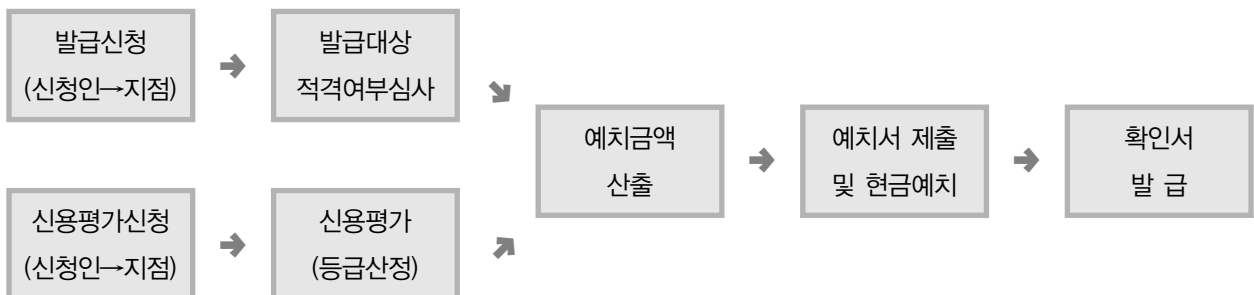 발급신청
(신청인→지점)
발급대상
적격여부심사
신용평가신청
(신청인→지점)
신용평가
(등급산정)
예치금액
산출
예치서 제출
및 현금예치
확인서
발 급